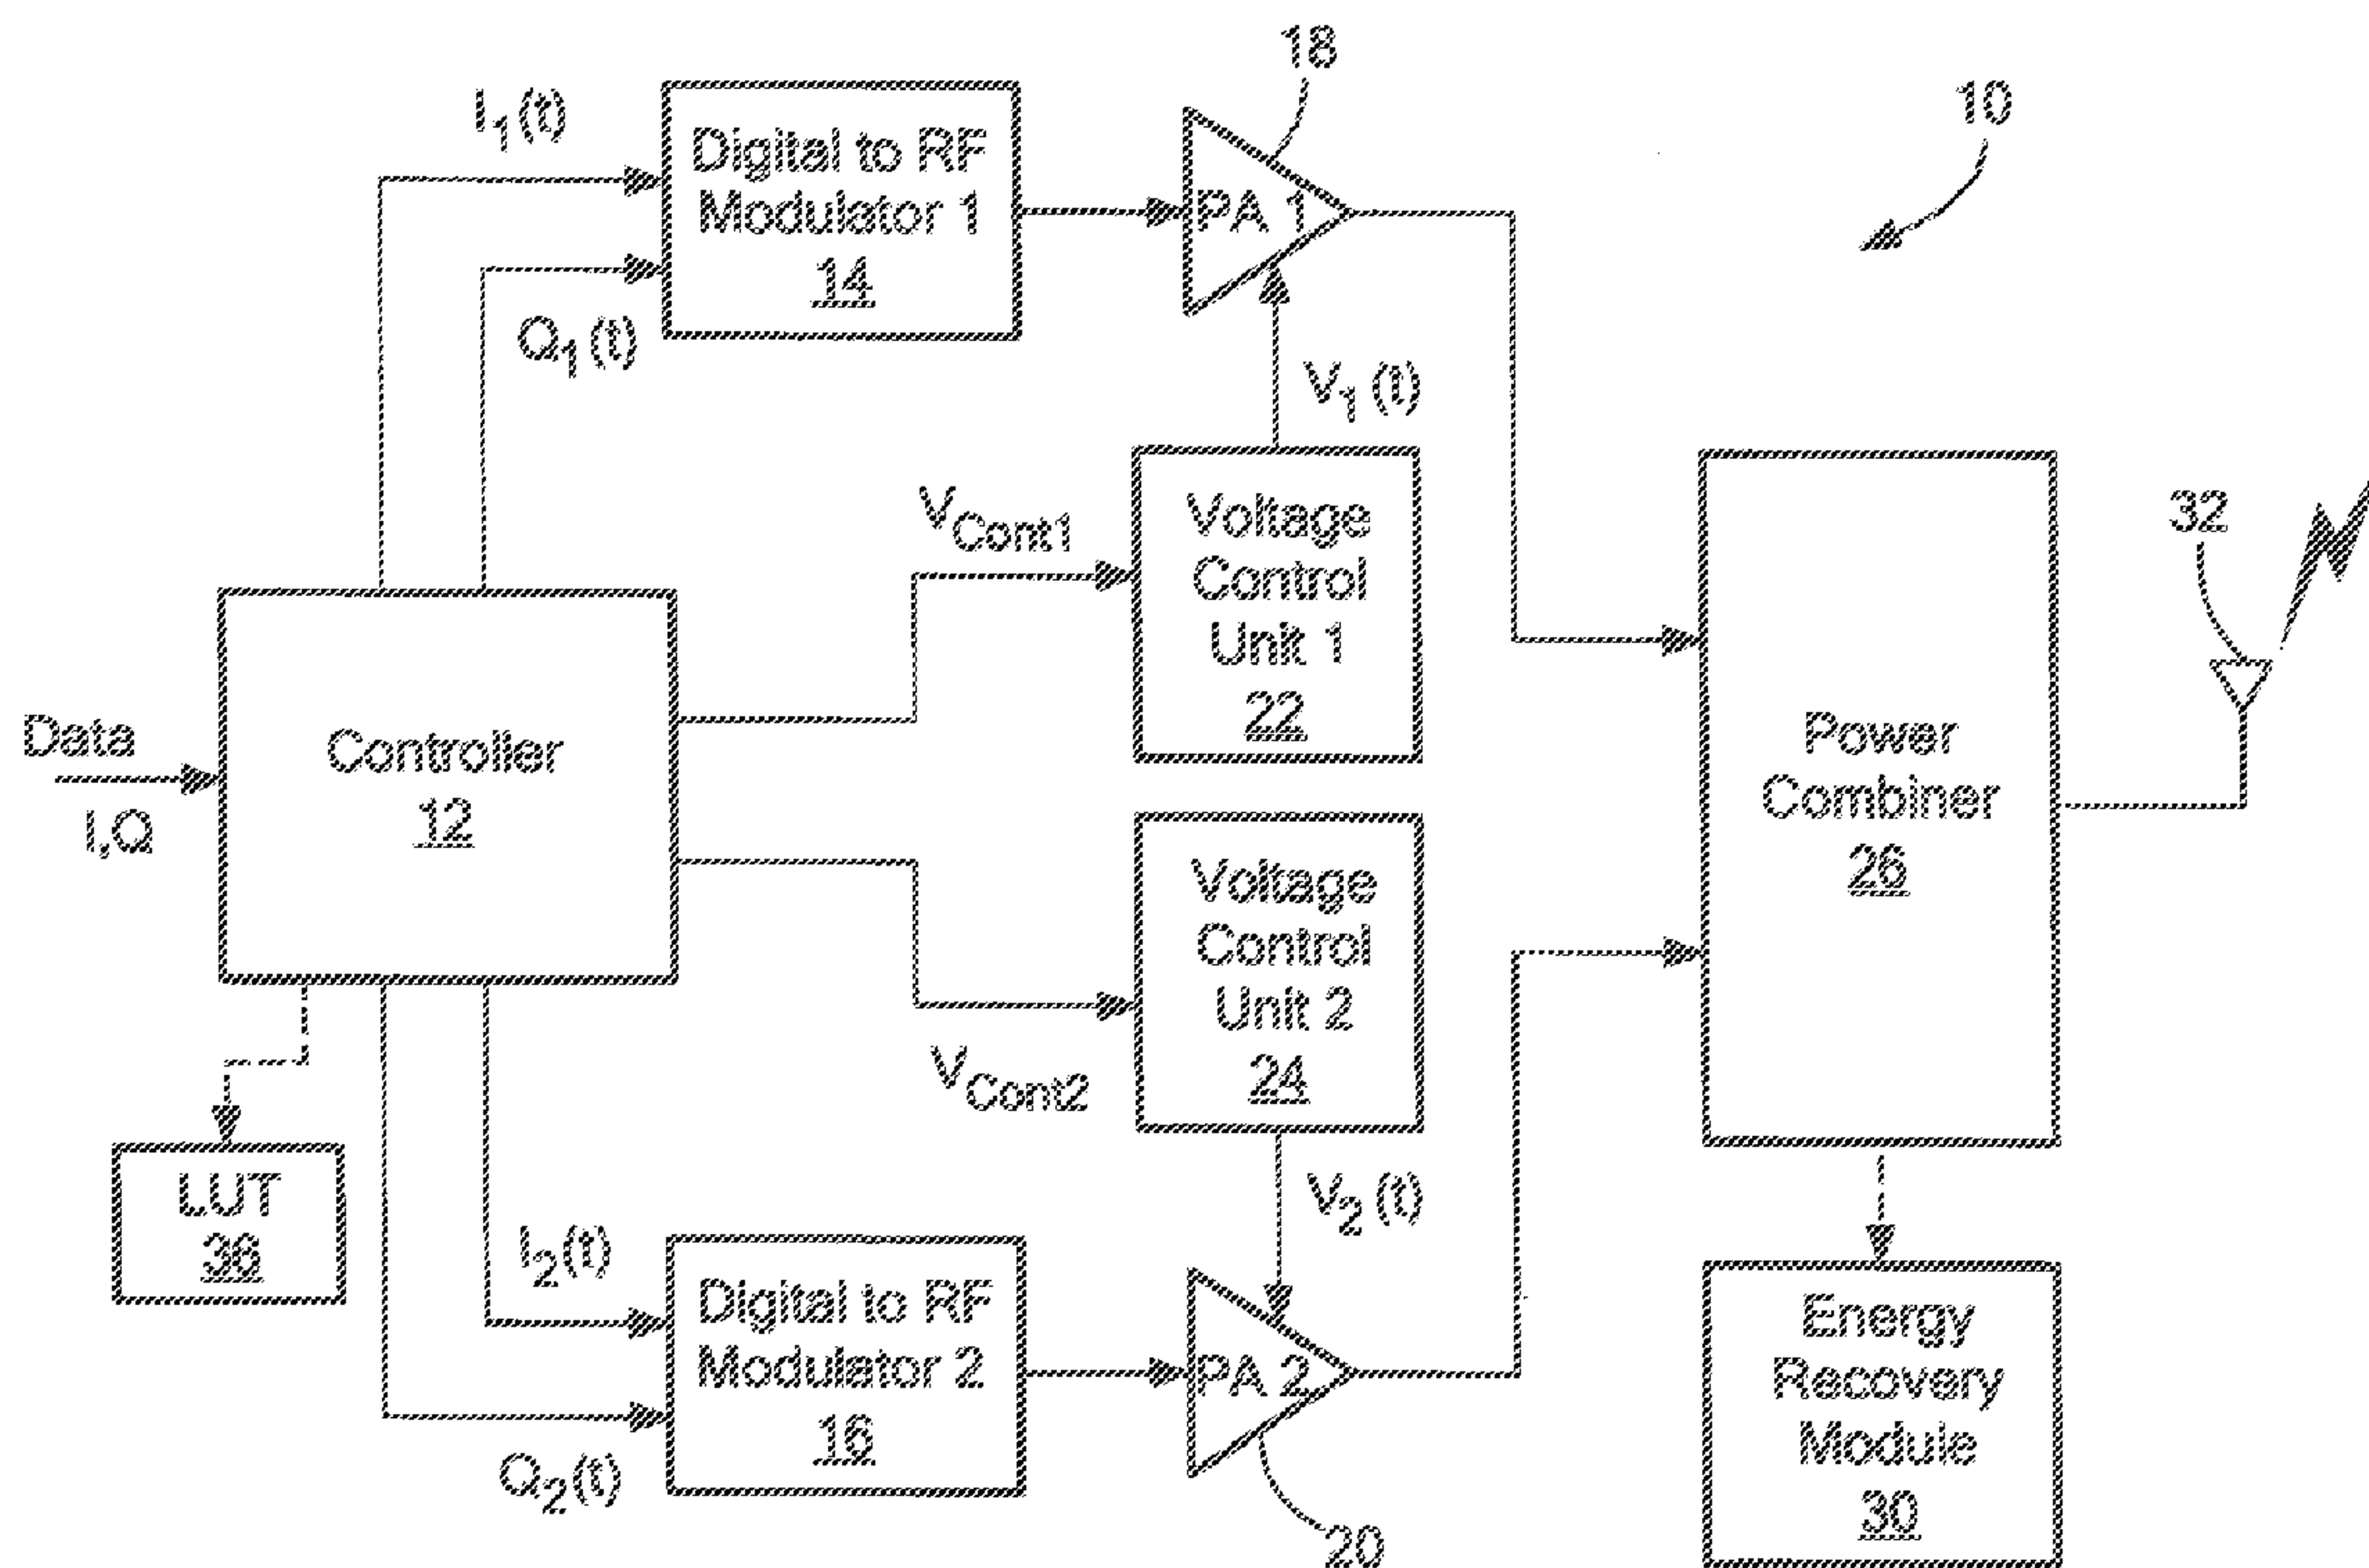 18
10
I1(t)
Digital to RF
Modulator 1
14
PA 1
Q1(t)
V1(t)
VCont1
Voltage
Control
Unit 1
22
32
Data
I,Q
Controller
12
Power
Combiner
26
Voltage
Control
Unit 2
24
VCont2
LUT
36
I2(t)
V2(t)
Digital to RF
Modulator 2
16
PA 2
Q2(t)
20
Energy
Recovery
Module
30